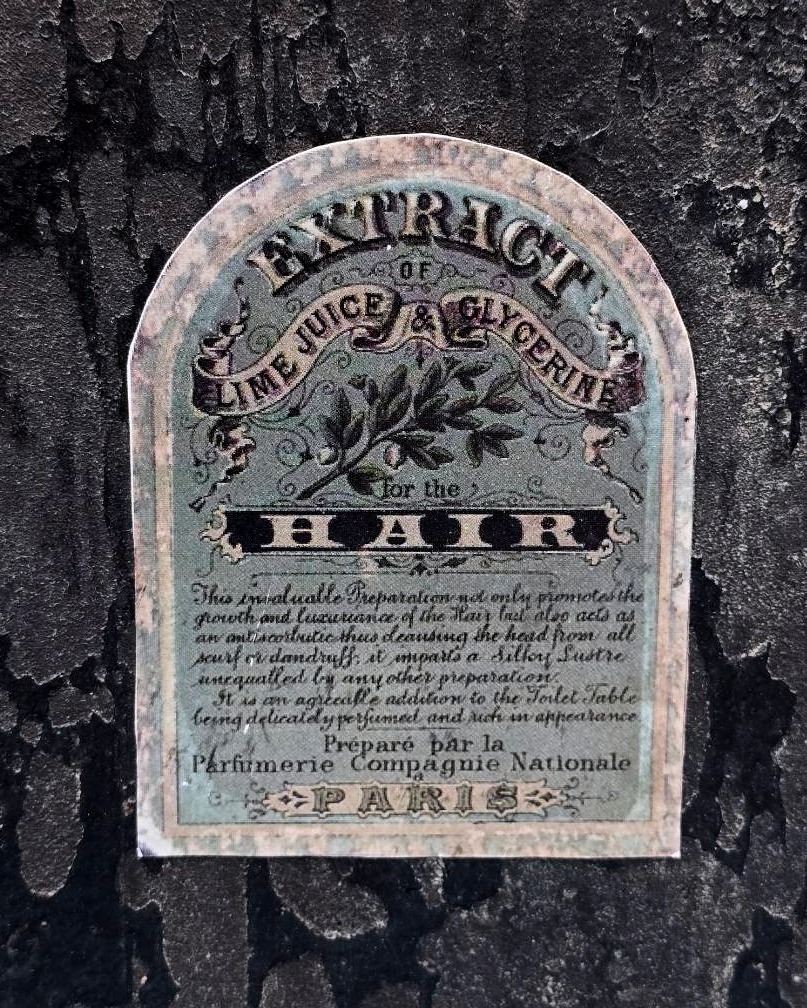 EXTRACT
OF
LIME JUICE & GLYCERINE
for the
HAIR
This invaluable Preparation not only promotes the
growth and luxuriance of the Hair but also acts as
an antiscorbutic thus cleansing the head from all
scurf or dandruff; it imparts a Silky Lustre
unequalled by any other preparation.
It is an agreeable addition to the Toilet Table
being delicately perfumed and rich in appearance
Préparé par la
Parfumerie Compagnie Nationale
à
PARIS